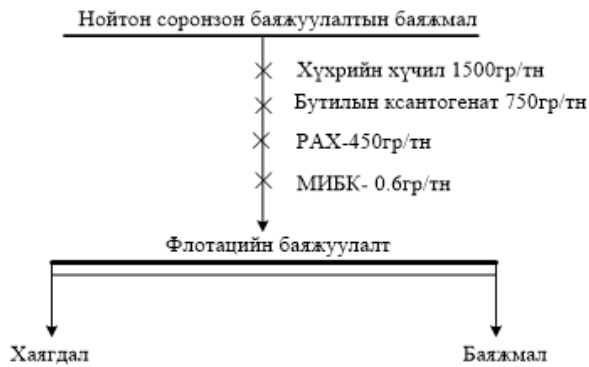 Нойтон соронзон баяжуулалтын баяжмал
Хүхрийн хүчил 1500гр/тн
Бутилын ксантогенат 750гр/тн
РАХ-450гр/тн
МИБК- 0.6гр/тн
Флотацийн баяжуулалт
Хаягдал
Баяжмал